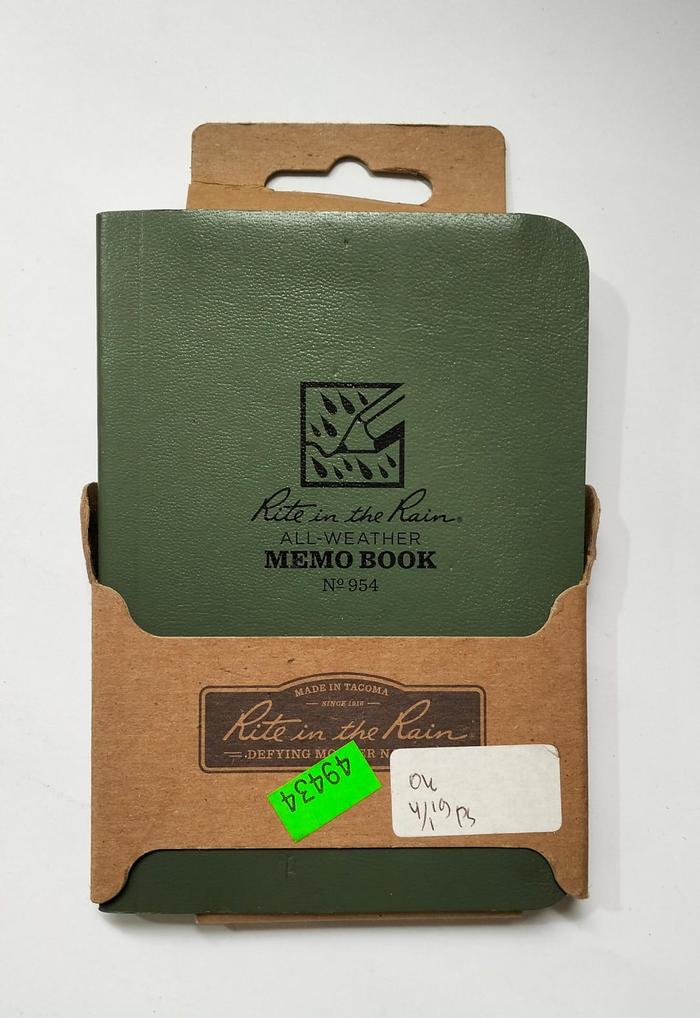 Rite in the Rain®
ALL-WEATHER
MEMO BOOK
Nº 954
MADE IN TACOMA
SINCE 1916
Rite in the Rain®
DEFYING
49434